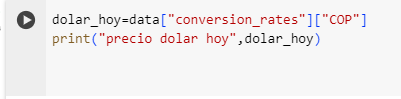 dolar_hoy=data["conversion_rates"]["COP"]
print("precio dolar hoy",dolar_hoy)